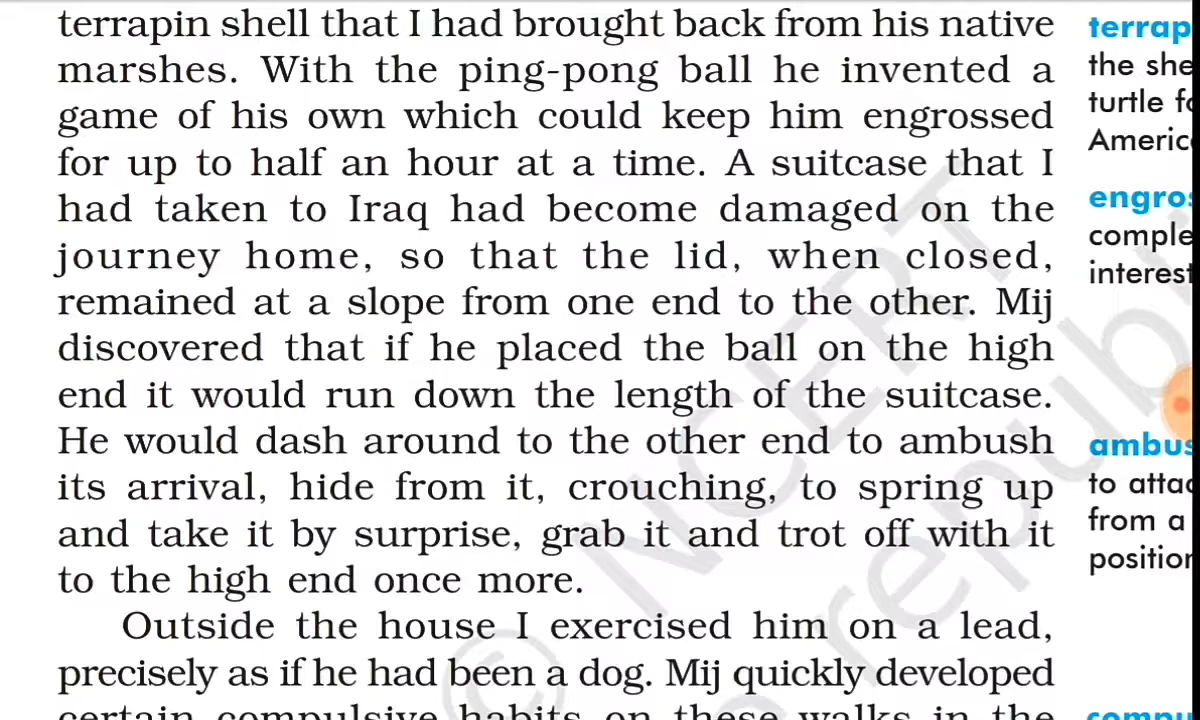 terrapin shell that I had brought back from his native
marshes. With the ping-pong ball he invented a
game of his own which could keep him engrossed
for up to half an hour at a time. A suitcase that I
had taken to Iraq had become damaged on the
journey home, so that the lid, when closed,
remained at a slope from one end to the other. Mij
discovered that if he placed the ball on the high
end it would run down the length of the suitcase.
He would dash around to the other end to ambush
its arrival, hide from it, crouching, to spring up
and take it by surprise, grab it and trot off with it
to the high end once more.
Outside the house I exercised him on a lead,
precisely as if he had been a dog. Mij quickly developed
certain compulsive habits on these walks in the
terrap
the she
turtle fo
Americ
engros
comple
interest
ambus
to attac
from a
position
compu
© NCERT
republi